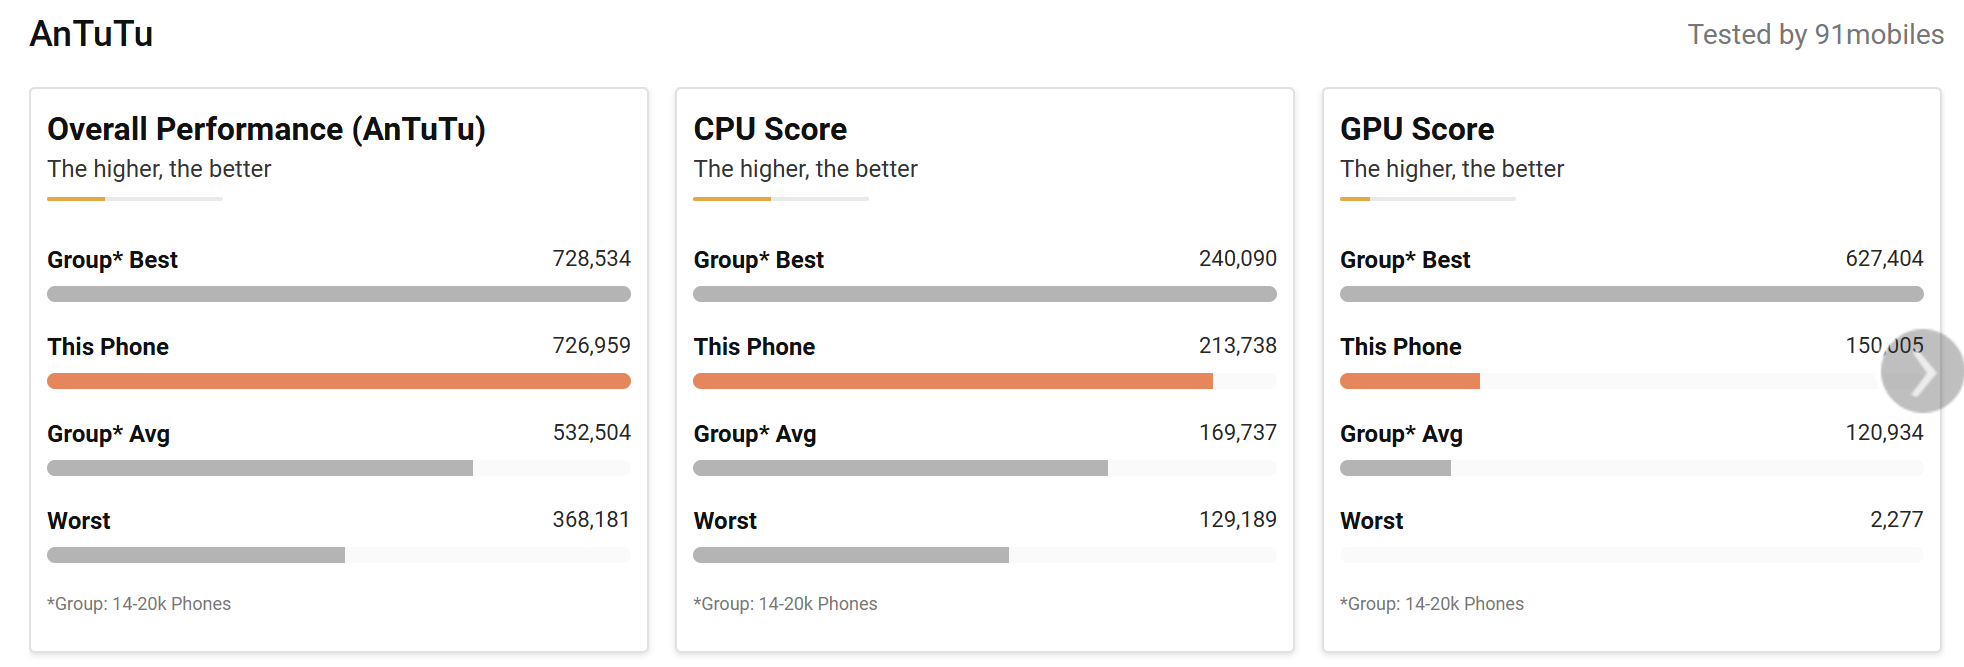 AnTuTu
Tested by 91mobiles
Overall Performance (AnTuTu)
The higher, the better
Group* Best 728,534
This Phone 726,959
Group* Avg 532,504
Worst 368,181
*Group: 14-20k Phones
CPU Score
The higher, the better
Group* Best 240,090
This Phone 213,738
Group* Avg 169,737
Worst 129,189
*Group: 14-20k Phones
GPU Score
The higher, the better
Group* Best 627,404
This Phone 150,005
Group* Avg 120,934
Worst 2,277
*Group: 14-20k Phones